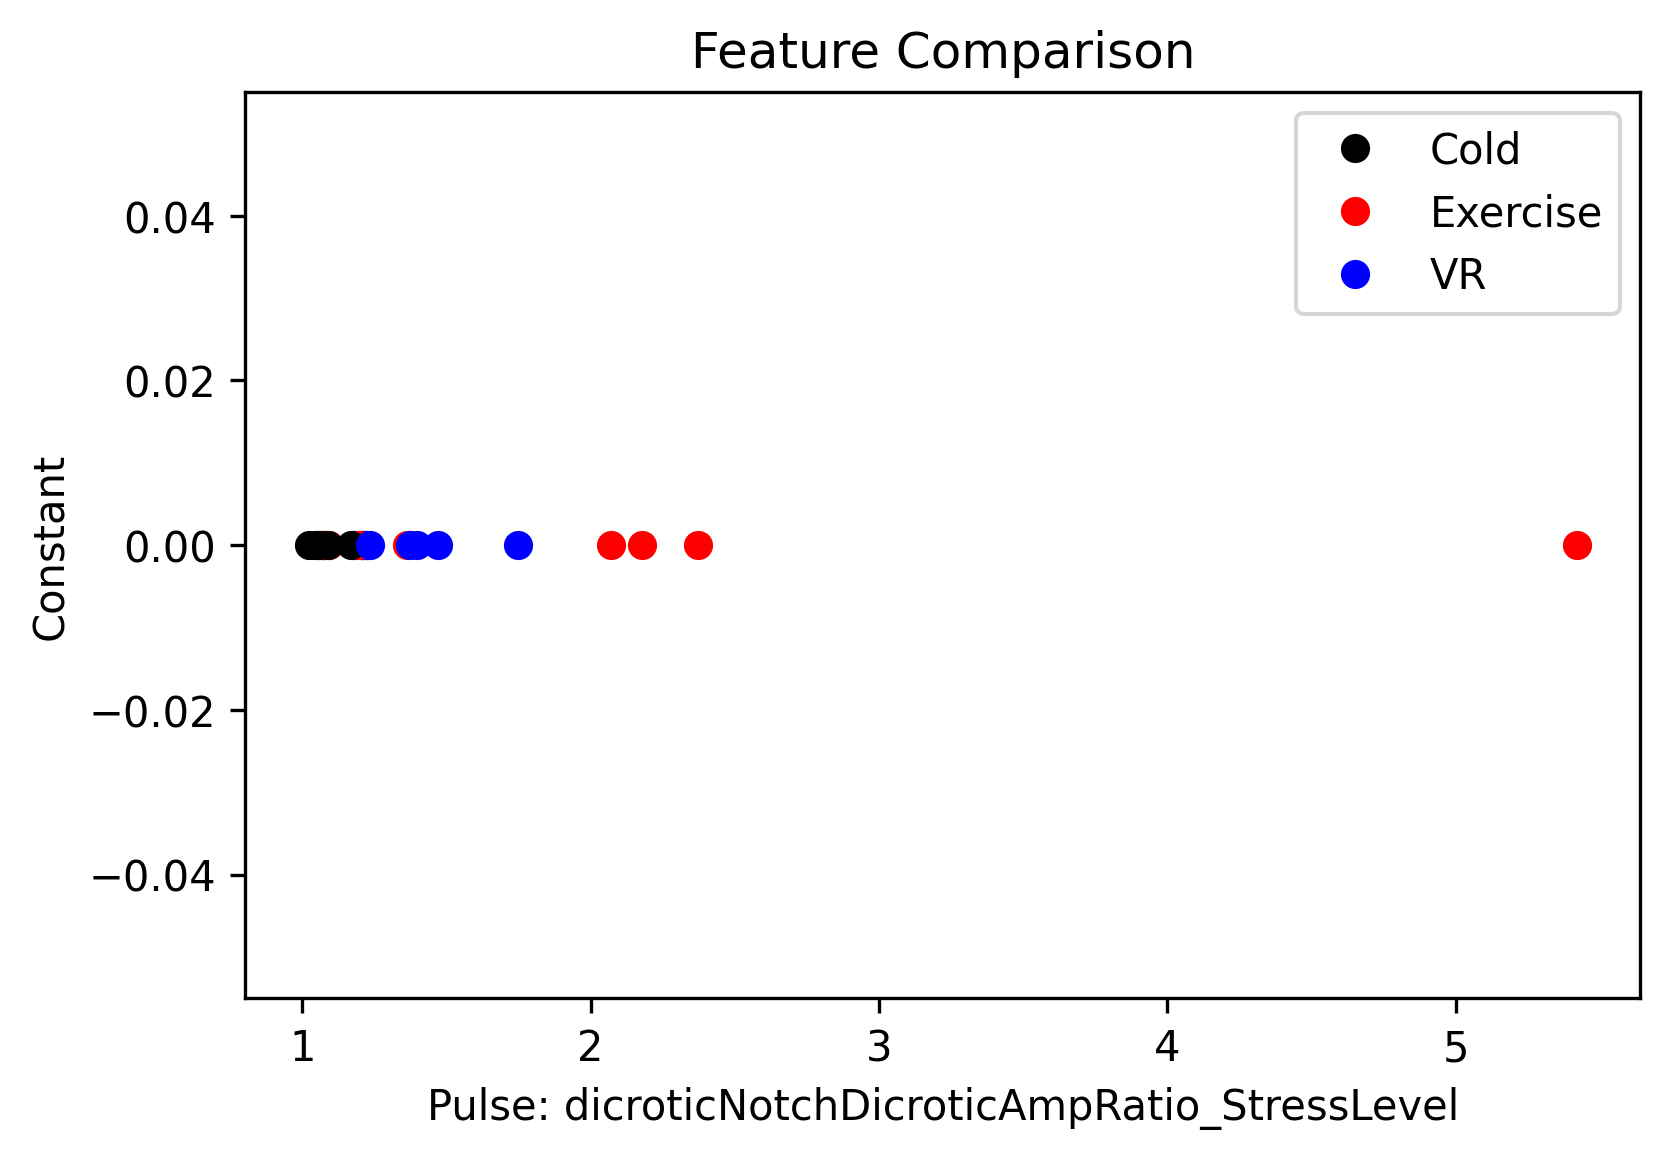 Feature Comparison
Cold
Exercise
VR
0.04
0.02
0.00
−0.02
−0.04
Constant
1 2 3 4 5
Pulse: dicroticNotchDicroticAmpRatio_StressLevel